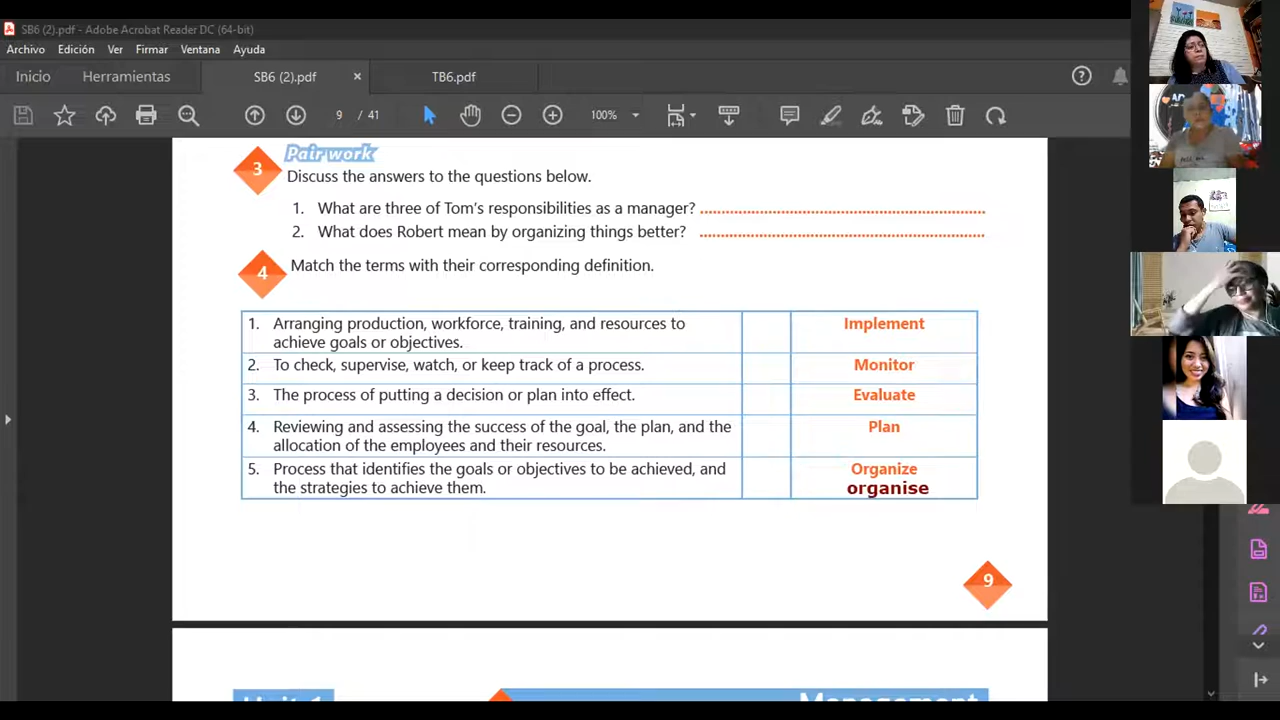 SB6 (2).pdf - Adobe Acrobat Reader DC (64-bit)
Archivo Edición Ver Firmar Ventana Ayuda
Inicio Herramientas SB6 (2).pdf × TB6.pdf
9 / 41 100%
3 Pair work
Discuss the answers to the questions below.
1. What are three of Tom's responsibilities as a manager? ......................................................
2. What does Robert mean by organizing things better? ......................................................
4 Match the terms with their corresponding definition.
1. Arranging production, workforce, training, and resources to Implement
achieve goals or objectives.
2. To check, supervise, watch, or keep track of a process. Monitor
3. The process of putting a decision or plan into effect. Evaluate
4. Reviewing and assessing the success of the goal, the plan, and the Plan
allocation of the employees and their resources.
5. Process that identifies the goals or objectives to be achieved, and Organize
the strategies to achieve them. organise
9
Unit 1 Management